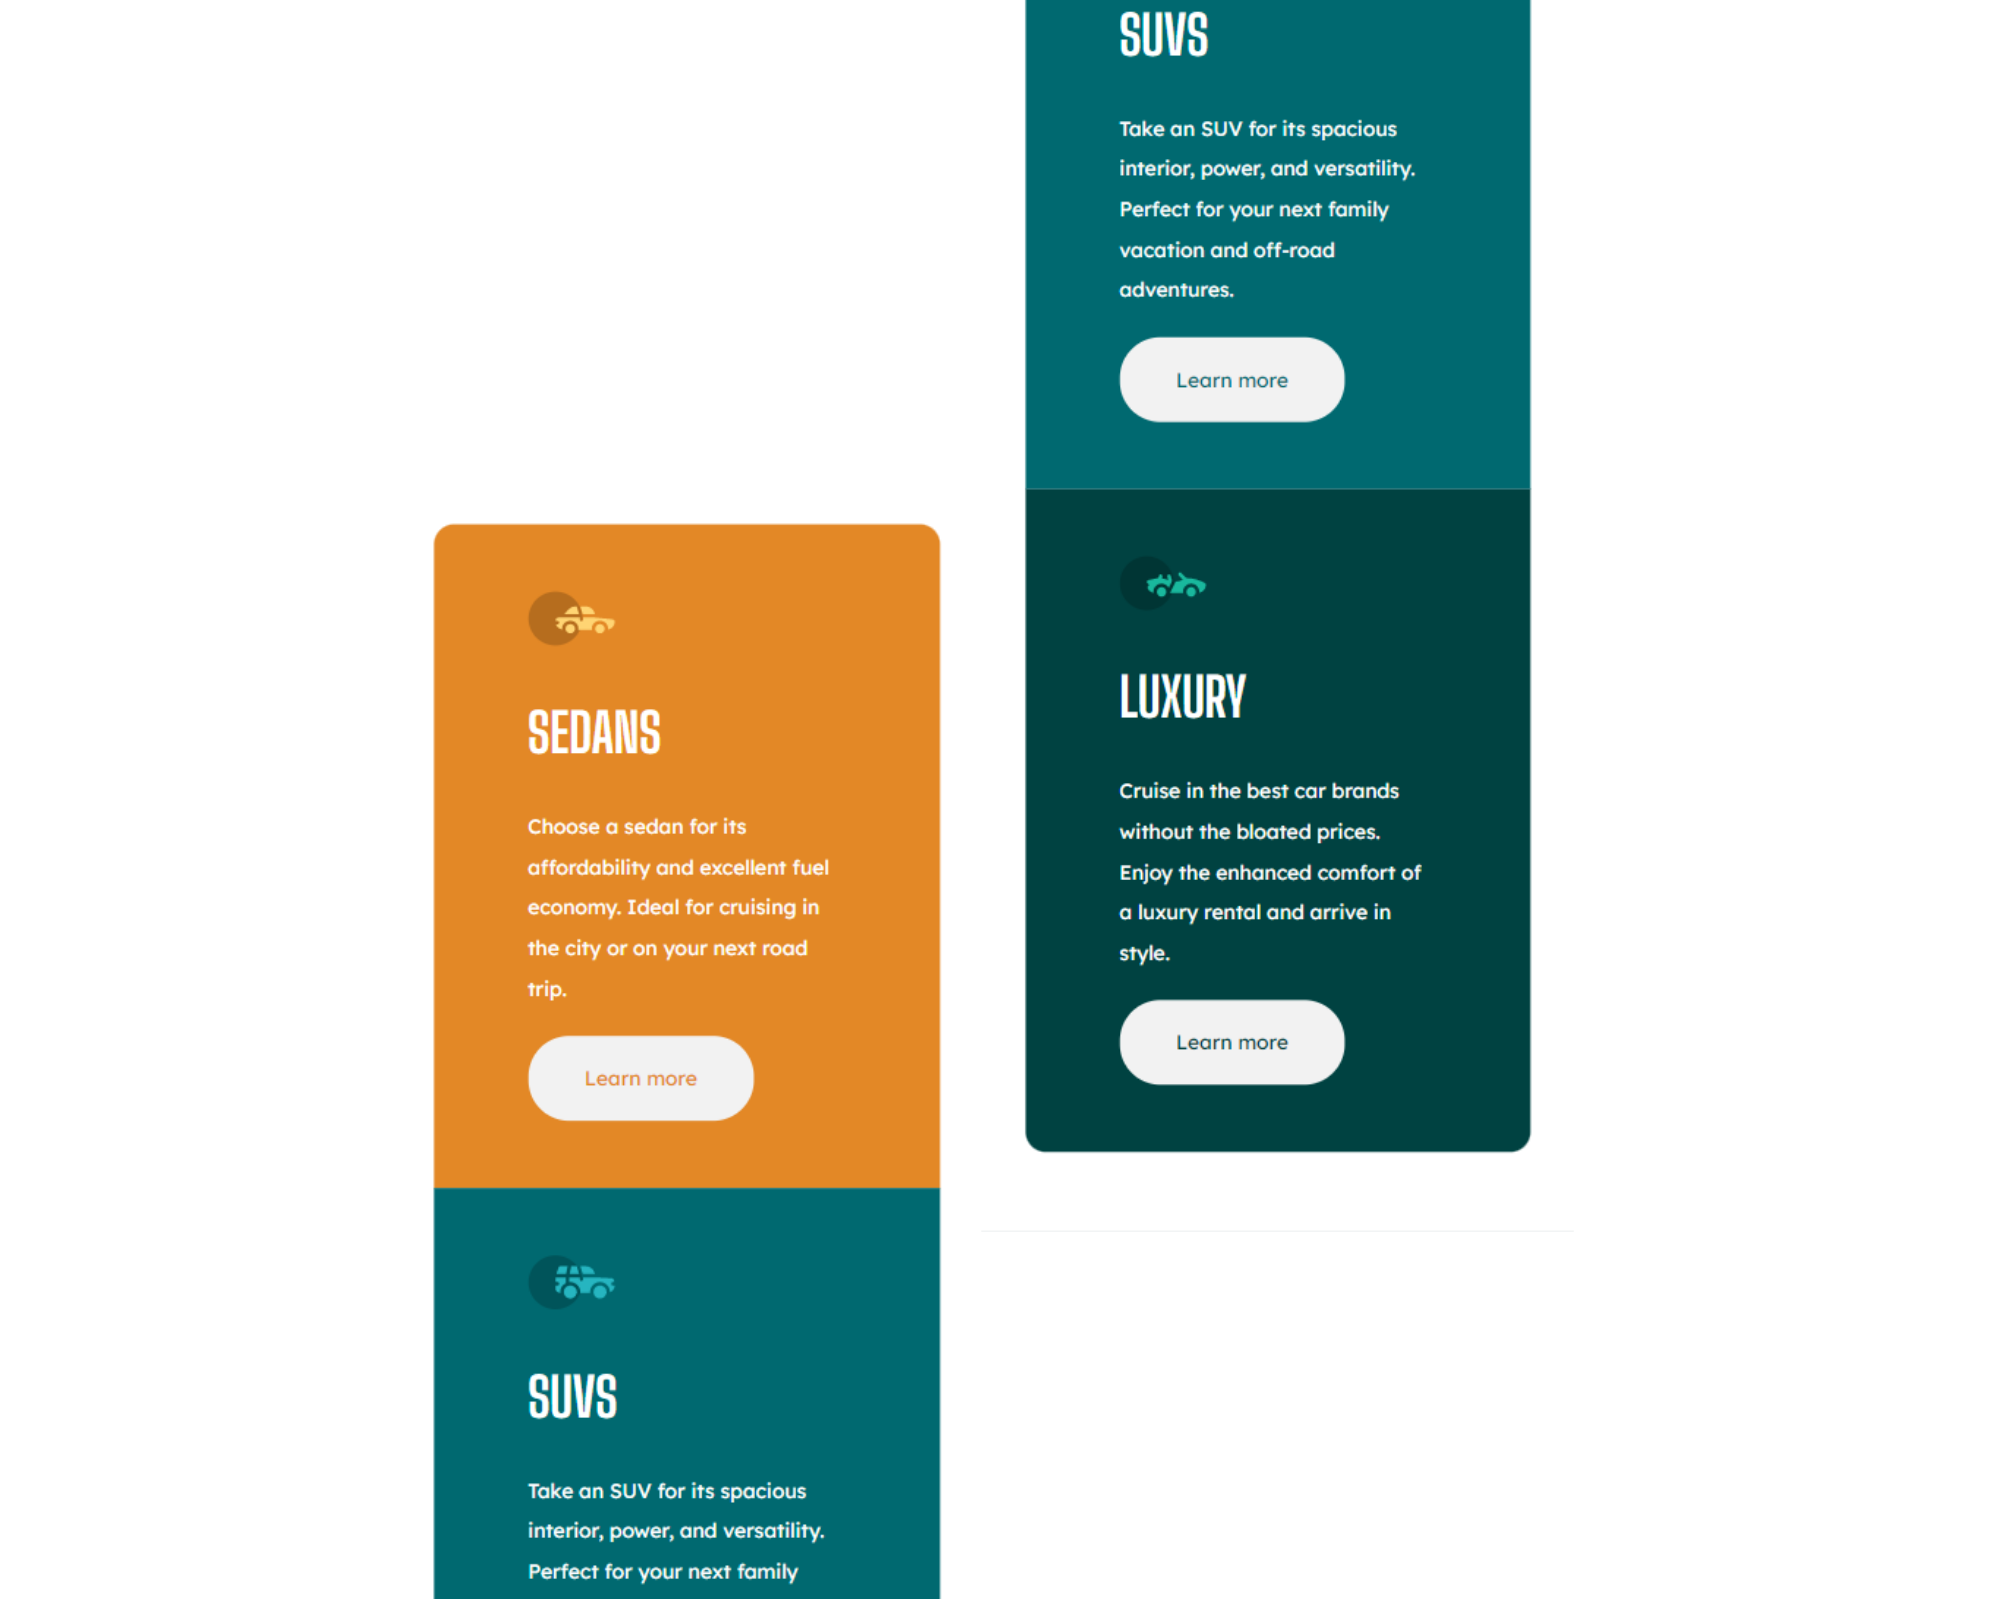 SEDANS
Choose a sedan for its
affordability and excellent fuel
economy. Ideal for cruising in
the city or on your next road
trip.
Learn more
SUVS
Take an SUV for its spacious
interior, power, and versatility.
Perfect for your next family
SUVS
Take an SUV for its spacious
interior, power, and versatility.
Perfect for your next family
vacation and off-road
adventures.
Learn more
LUXURY
Cruise in the best car brands
without the bloated prices.
Enjoy the enhanced comfort of
a luxury rental and arrive in
style.
Learn more